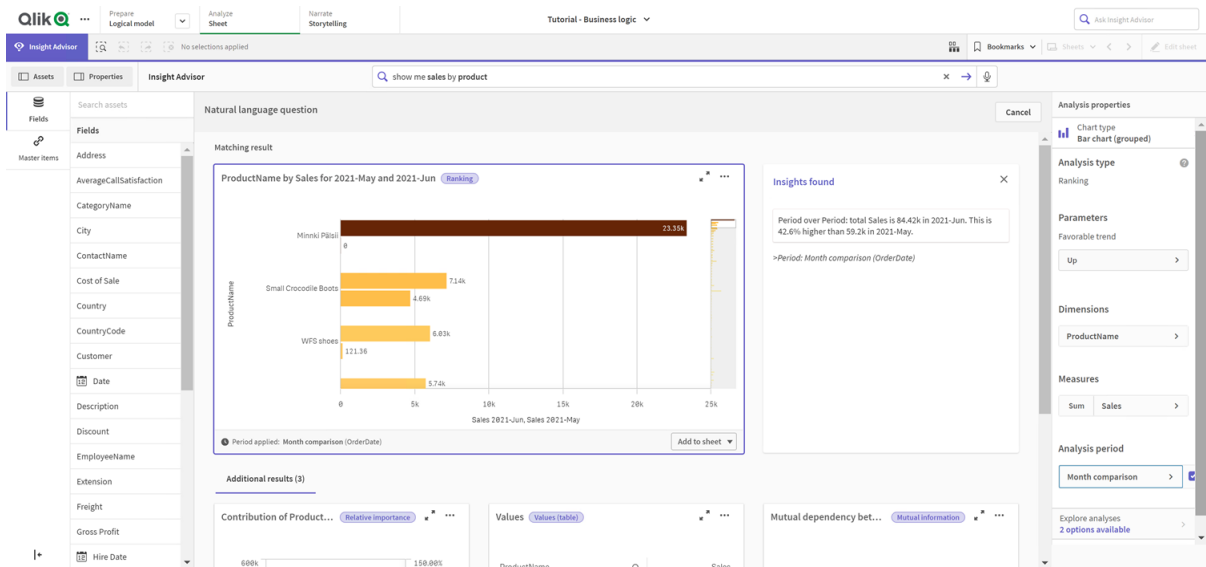 Qlik
Prepare
Logical model
Analyze
Sheet
Narrate
Storytelling
Tutorial - Business logic
Ask Insight Advisor
Insight Advisor
No selections applied
Bookmarks
Sheets
Edit sheet
Assets
Properties
Insight Advisor
show me sales by product
Fields
Master items
Search assets
Fields
Address
AverageCallSatisfaction
CategoryName
City
ContactName
Cost of Sale
Country
CountryCode
Customer
Date
Description
Discount
EmployeeName
Extension
Freight
Gross Profit
Hire Date
Natural language question
Cancel
Matching result
ProductName by Sales for 2021-May and 2021-Jun
Ranking
ProductName
Minnki Pälsii
23.35k
0
Small Crocodile Boots
7.14k
4.69k
WFS shoes
6.03k
121.36
5.74k
0
5k
10k
15k
20k
25k
Sales 2021-Jun, Sales 2021-May
Period applied: Month comparison (OrderDate)
Add to sheet
Insights found
Period over Period: total Sales is 84.42k in 2021-Jun. This is
42.6% higher than 59.2k in 2021-May.
>Period: Month comparison (OrderDate)
Additional results (3)
Contribution of Product...
Relative importance
600k
150.00%
Values
Values (table)
ProductName
Sales
Mutual dependency bet...
Mutual information
Analysis properties
Chart type
Bar chart (grouped)
Analysis type
Ranking
Parameters
Favorable trend
Up
Dimensions
ProductName
Measures
Sum
Sales
Analysis period
Month comparison
Explore analyses
2 options available